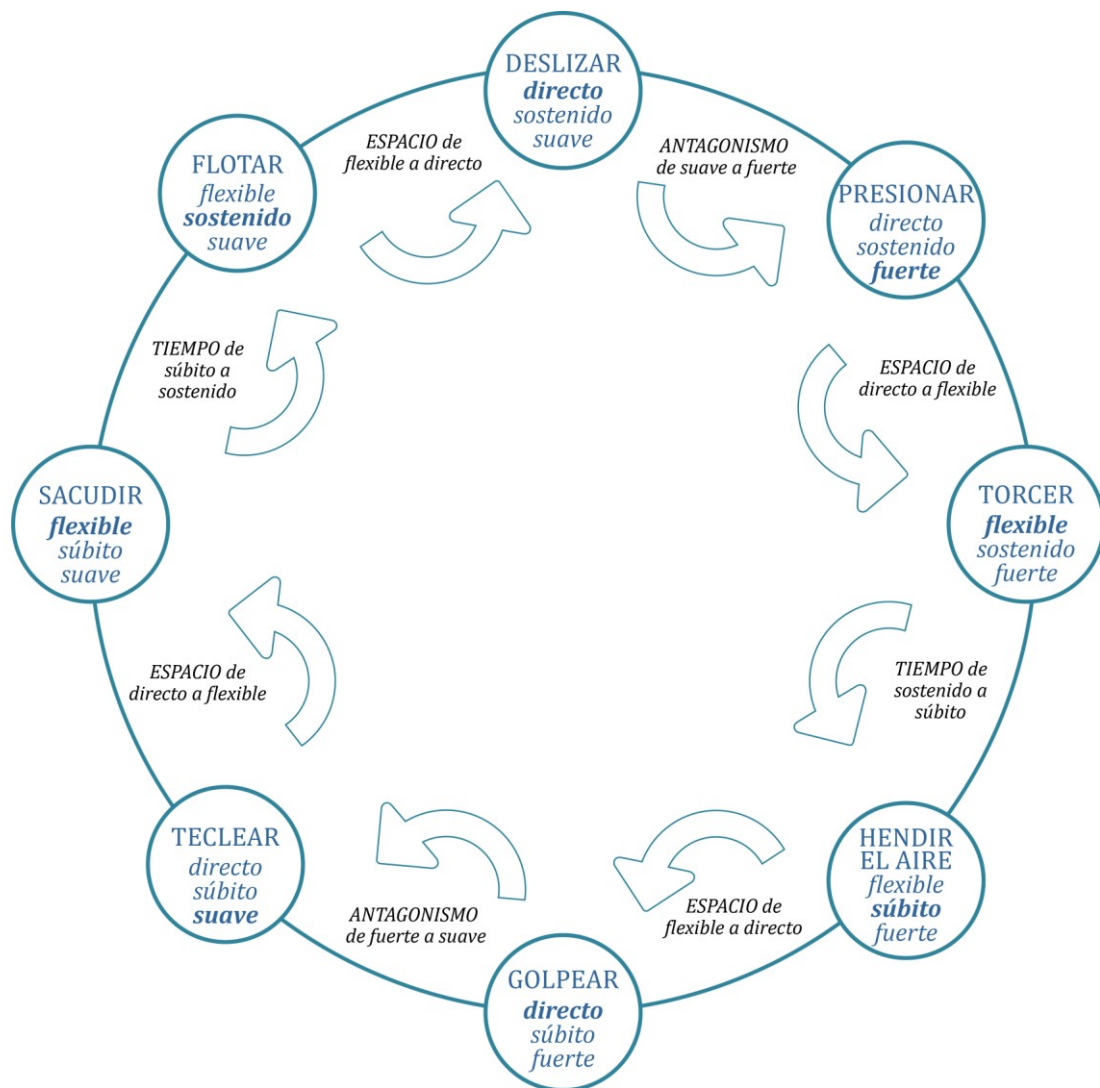 DESLIZAR
directo
sostenido
suave
ANTAGONISMO
de suave a fuerte
PRESIONAR
directo
sostenido
fuerte
ESPACIO de
directo a flexible
TORCER
flexible
sostenido
fuerte
TIEMPO de
sostenido a
súbito
HENDIR
EL AIRE
flexible
súbito
fuerte
ESPACIO de
flexible a directo
GOLPEAR
directo
súbito
fuerte
ANTAGONISMO
de fuerte a suave
TECLEAR
directo
súbito
suave
ESPACIO de
directo a flexible
SACUDIR
flexible
súbito
suave
TIEMPO de
súbito a
sostenido
FLOTAR
flexible
sostenido
suave
ESPACIO de
flexible a directo